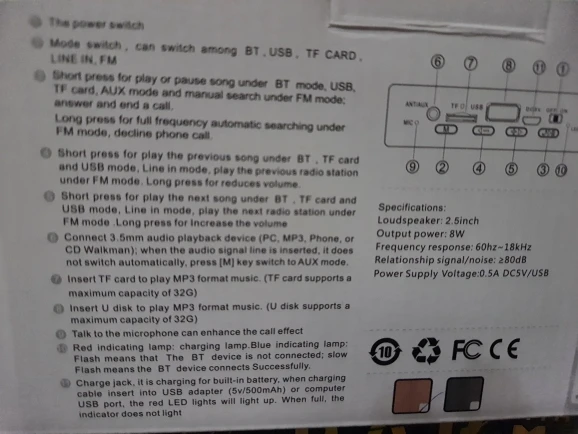 The power switch
Mode switch , can switch among BT , USB , TF CARD ,
LINE IN, FM
Short press for play or pause song under BT mode, USB,
TF card, AUX mode and manual search under FM mode;
answer and end a call.
Long press for full frequency automatic searching under
FM mode, decline phone call.
Short press for play the previous song under BT , TF card
and USB mode, Line in mode, play the previous radio station
under FM mode. Long press for reduces volume.
Short press for play the next song under BT , TF card and
USB mode, Line in mode, play the next radio station under
FM mode .Long press for Increase the volume
Connect 3.5mm audio playback device (PC, MP3, Phone, or
CD Walkman); when the audio signal line is inserted, it does
not switch automatically, press [M] key switch to AUX mode.
Insert TF card to play MP3 format music. (TF card supports a
maximum capacity of 32G)
Insert U disk to play MP3 format music. (U disk supports a
maximum capacity of 32G)
Talk to the microphone can enhance the call effect
Red indicating lamp: charging lamp.Blue indicating lamp:
Flash means that The BT device is not connected; slow
Flash means the BT device connects Successfully.
Charge jack, it is charging for built-in battery, when charging
cable insert into USB adapter (5v/500mAh) or computer
USB port, the red LED lights will light up. When full, the
indicator does not light
⑥ ⑦ ⑧ ⑪ ①
ANT/AUX TF USB
MIC M
⑨ ② ④ ⑤ ③ ⑩
Specifications:
Loudspeaker: 2.5inch
Output power: 8W
Frequency response: 60hz~18kHz
Relationship signal/noise: ≥80dB
Power Supply Voltage:0.5A DC5V/USB
10 FC CE